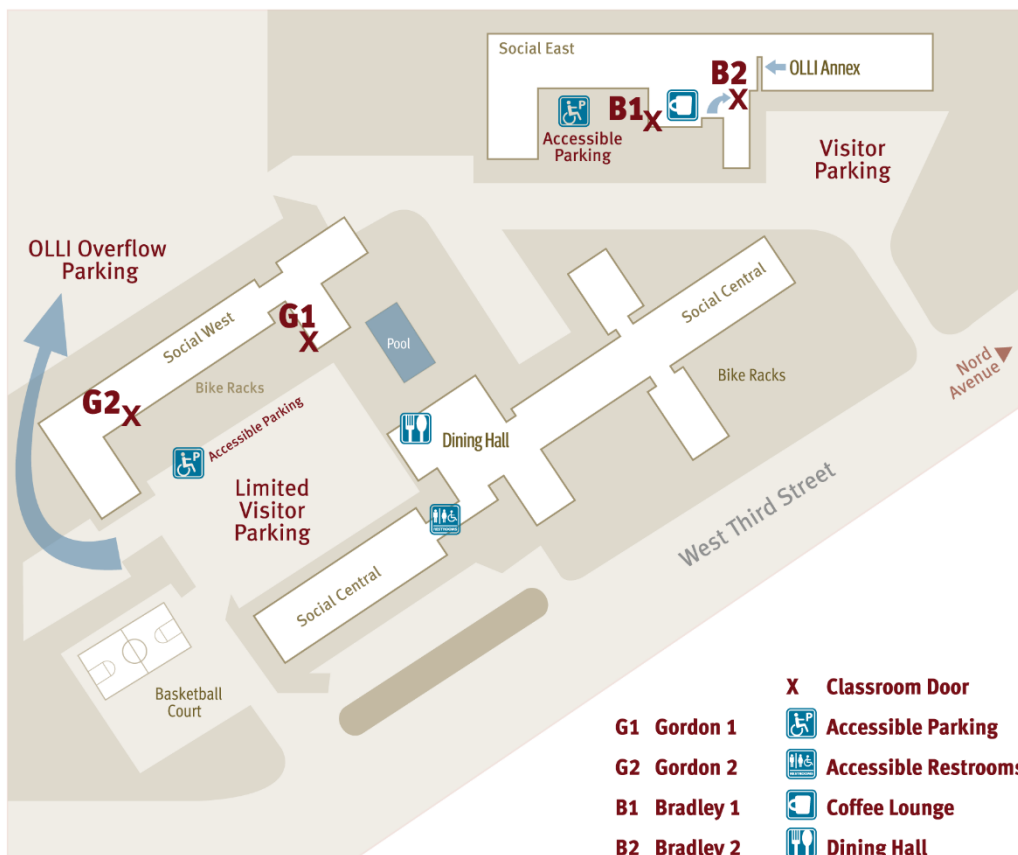 Social East
B2
OLLI Annex
B1
Accessible
Parking
Visitor
Parking
OLLI Overflow
Parking
Social West
G1
Pool
Social Central
Nord
Avenue
Bike Racks
Bike Racks
G2
Accessible Parking
Dining Hall
Limited
Visitor
Parking
RESTROOMS
West Third Street
Social Central
Basketball
Court
X Classroom Door
G1 Gordon 1
P Accessible Parking
G2 Gordon 2
RESTROOMS Accessible Restrooms
B1 Bradley 1
Coffee Lounge
B2 Bradley 2
Dining Hall